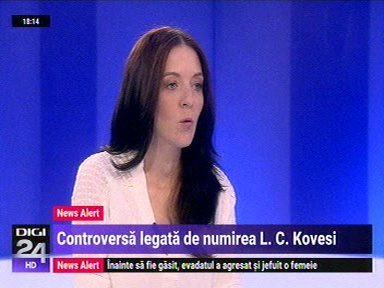 18:14
News Alert
Controversă legată de numirea L. C. Kovesi
DIGI
24
HD
News Alert
Înainte să fie găsit, evadatul a agresat și jefuit o femeie